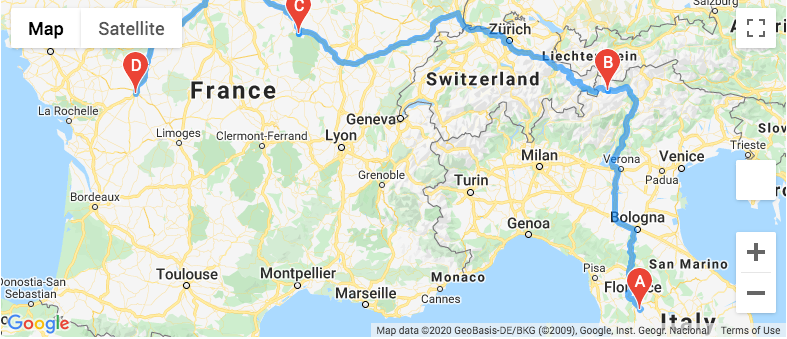 Map
Satellite
C
Salzburg
Zürich
Liechtenstein
B
D
France
Switzerland
La Rochelle
Geneva
Limoges
Clermont-Ferrand
Lyon
Slo
Trieste
Milan
Verona
Venice
Grenoble
Turin
Padua
Bordeaux
Genoa
Bologna
Donostia-San
Sebastian
Toulouse
Montpellier
Monaco
San Marino
Pisa
Florence
A
Marseille
Cannes
Italy
Google
Map data ©2020 GeoBasis-DE/BKG (©2009), Google, Inst. Geogr. Nacional
Terms of Use